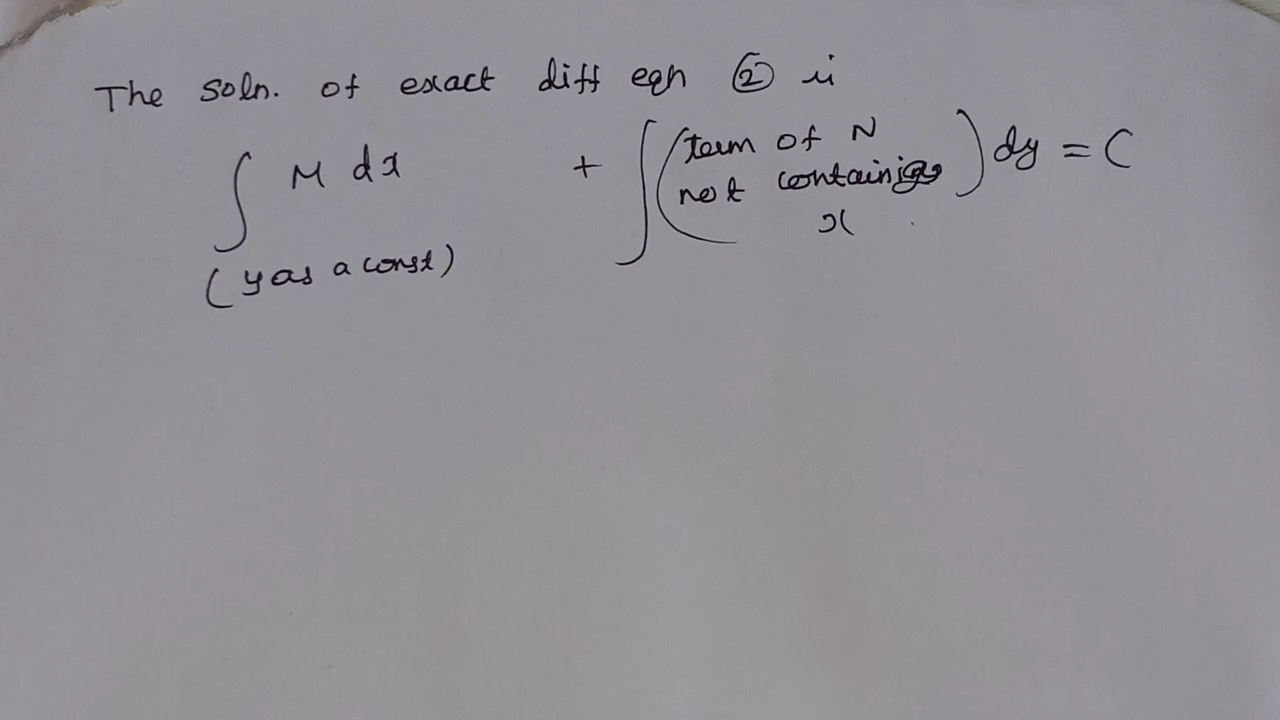 The soln. of exact diff eqn ② is
∫ M dx + ∫ (term of N not containing x) dy = C
(y as a const)